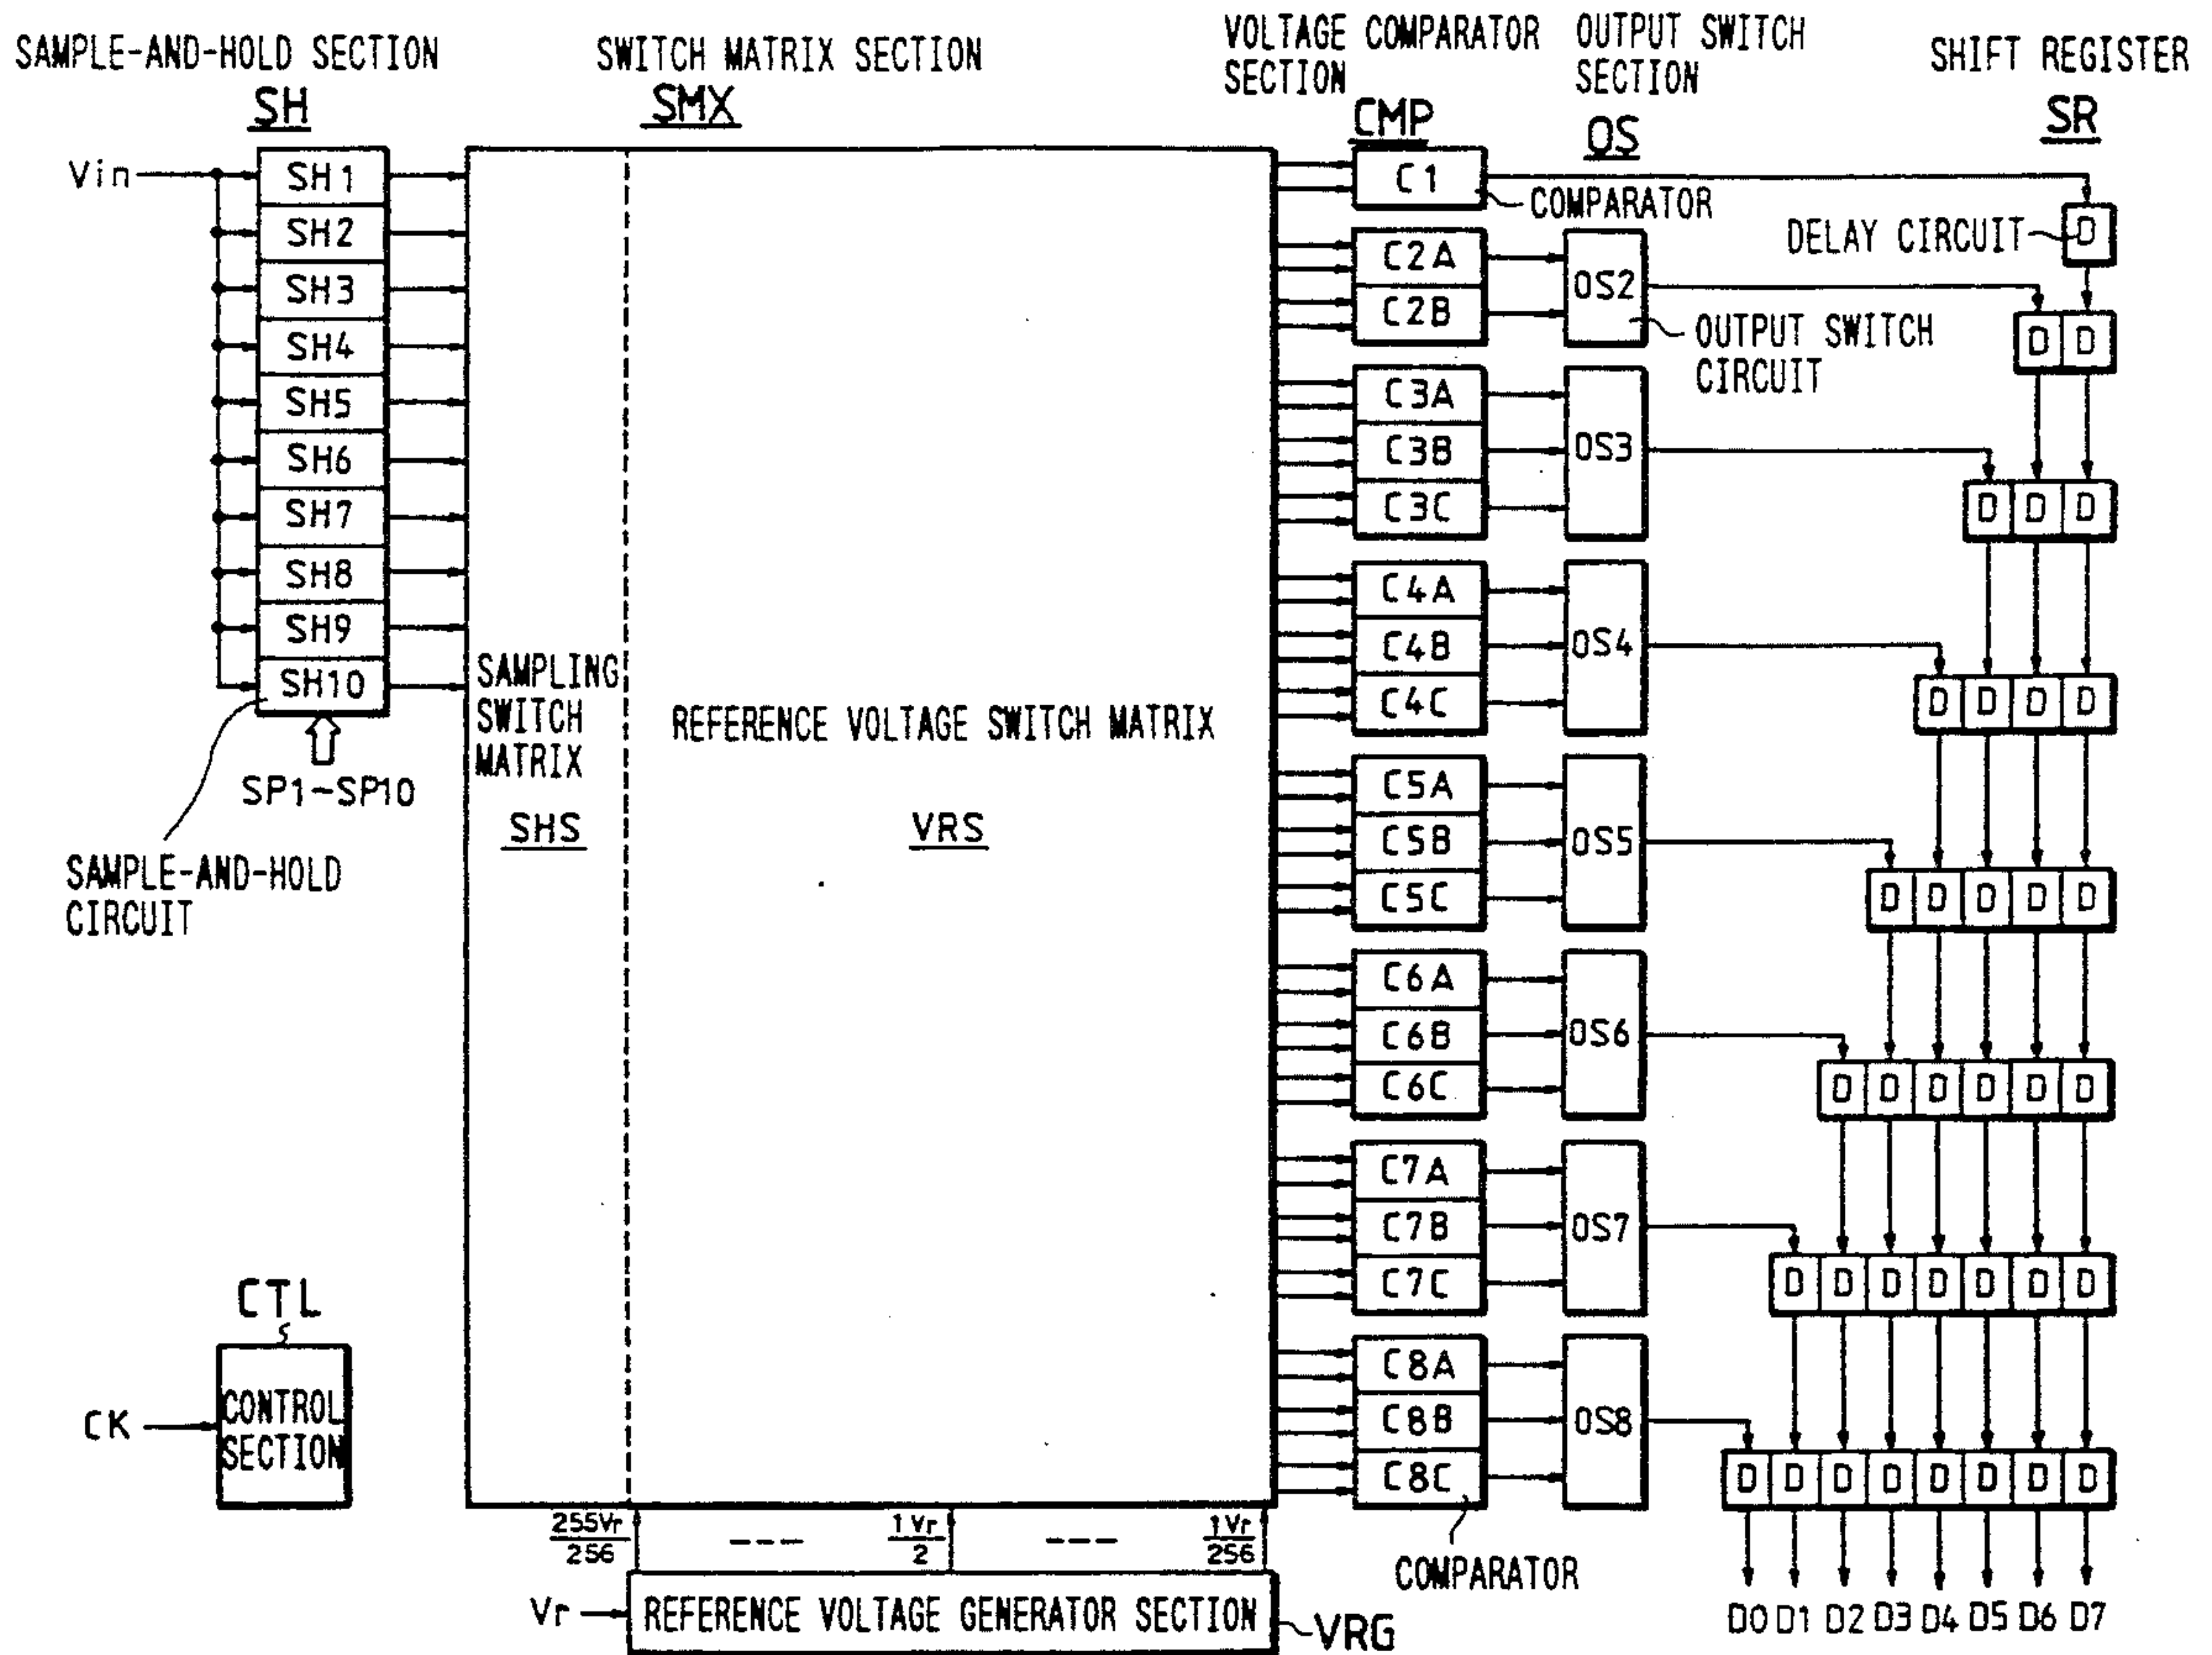 SAMPLE-AND-HOLD SECTION
SH
SWITCH MATRIX SECTION
SMX
VOLTAGE COMPARATOR
SECTION
CMP
OUTPUT SWITCH
SECTION
OS
SHIFT REGISTER
SR
Vin
SH1
SH2
SH3
SH4
SH5
SH6
SH7
SH8
SH9
SH10
SP1~SP10
SAMPLE-AND-HOLD
CIRCUIT
SAMPLING
SWITCH
MATRIX
SHS
REFERENCE VOLTAGE SWITCH MATRIX
VRS
C1
COMPARATOR
C2A
C2B
OS2
OUTPUT SWITCH
CIRCUIT
C3A
C3B
C3C
OS3
C4A
C4B
C4C
OS4
C5A
C5B
C5C
OS5
C6A
C6B
C6C
OS6
C7A
C7B
C7C
OS7
C8A
C8B
C8C
OS8
COMPARATOR
DELAY CIRCUIT
D
D D
D D D
D D D D
D D D D D
D D D D D D
D D D D D D D
D D D D D D D D
D0 D1 D2 D3 D4 D5 D6 D7
CTL
CK
CONTROL
SECTION
255Vr
256
---
1Vr
2
---
1Vr
256
Vr
REFERENCE VOLTAGE GENERATOR SECTION
VRG